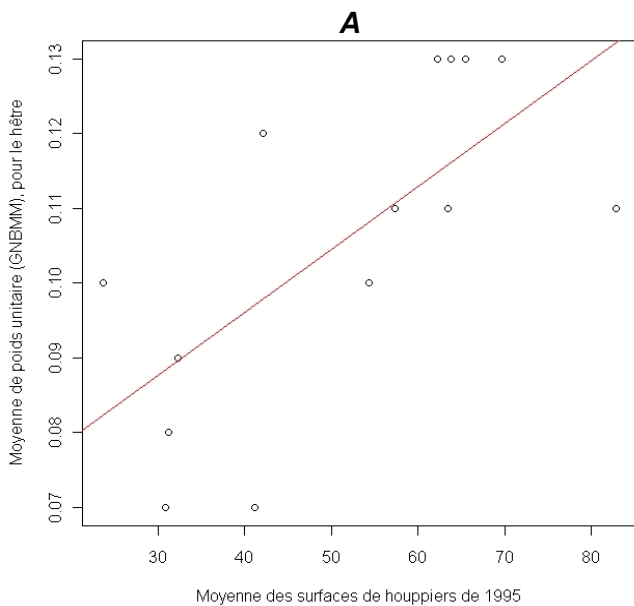 A
Moyenne de poids unitaire (GNBMM), pour le hêtre
0.13
0.12
0.11
0.10
0.09
0.08
0.07
30 40 50 60 70 80
Moyenne des surfaces de houppiers de 1995